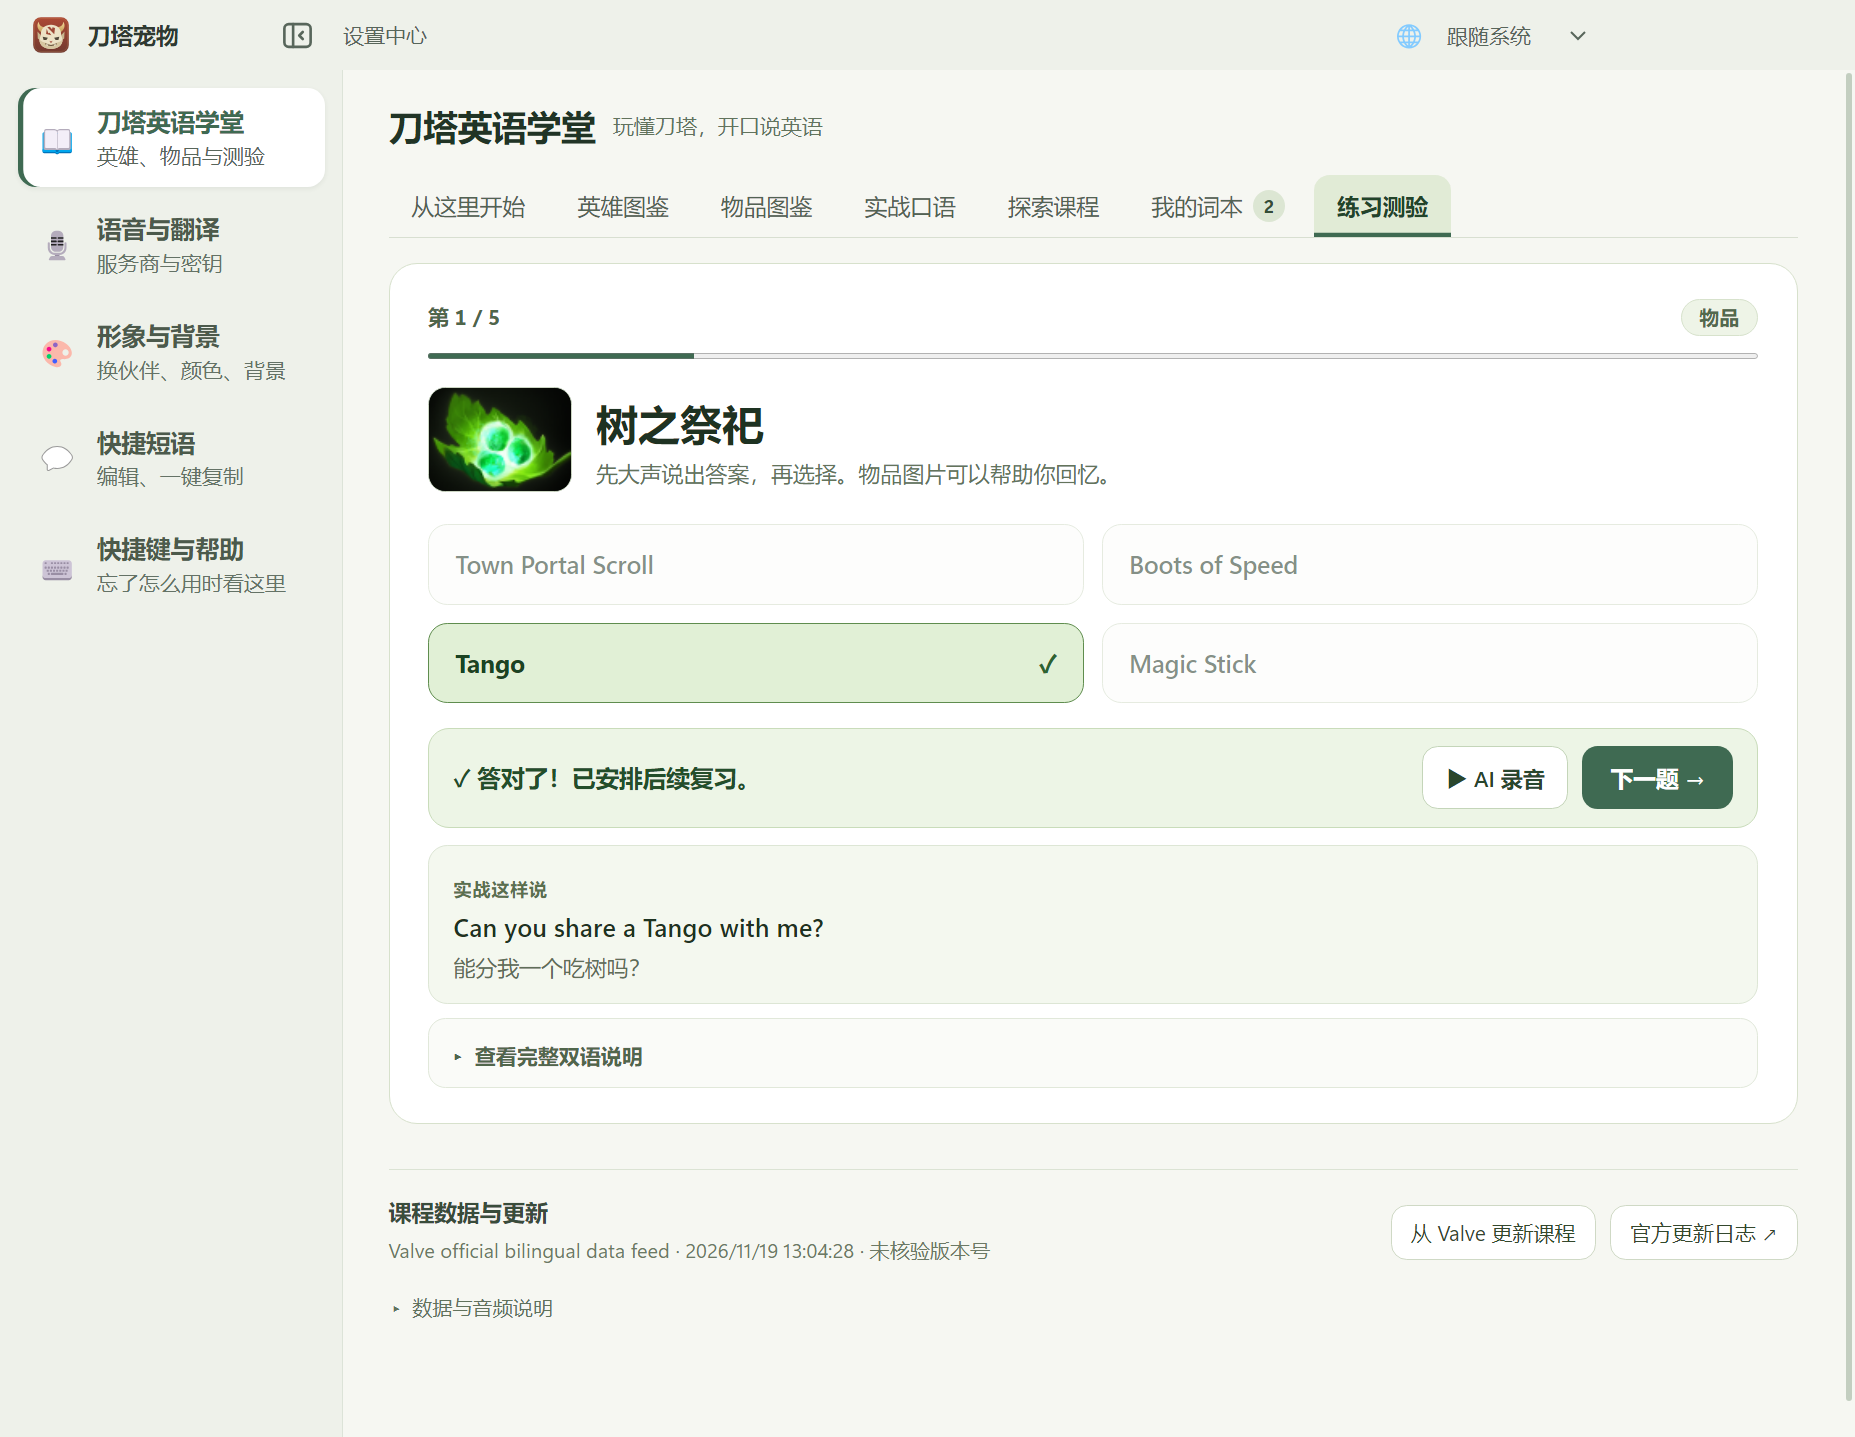 刀塔宠物
设置中心
跟随系统
刀塔英语学堂
英雄、物品与测验
语音与翻译
服务商与密钥
形象与背景
换伙伴、颜色、背景
快捷短语
编辑、一键复制
快捷键与帮助
忘了怎么用时看这里
刀塔英语学堂 玩懂刀塔，开口说英语
从这里开始 英雄图鉴 物品图鉴 实战口语 探索课程 我的词本 2 练习测验
第 1 / 5
物品
树之祭祀
先大声说出答案，再选择。物品图片可以帮助你回忆。
Town Portal Scroll
Boots of Speed
Tango ✓
Magic Stick
✓ 答对了！已安排后续复习。
▶ AI 录音
下一题 →
实战这样说
Can you share a Tango with me?
能分我一个吃树吗？
▸ 查看完整双语说明
课程数据与更新
Valve official bilingual data feed · 2026/11/19 13:04:28 · 未核验版本号
从 Valve 更新课程
官方更新日志 ↗
▸ 数据与音频说明